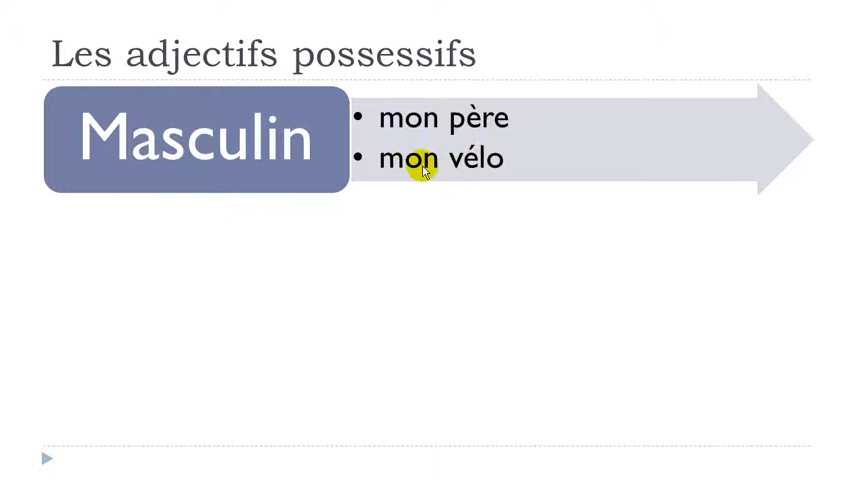 Les adjectifs possessifs
Masculin
• mon père
• mon vélo